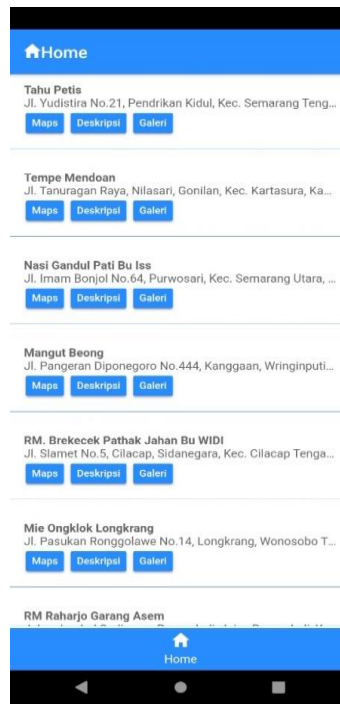 Home
Tahu Petis
Jl. Yudistira No.21, Pendrikan Kidul, Kec. Semarang Teng...
Maps Deskripsi Galeri
Tempe Mendoan
Jl. Tanuragan Raya, Nilasari, Gonilan, Kec. Kartasura, Ka...
Maps Deskripsi Galeri
Nasi Gandul Pati Bu Iss
Jl. Imam Bonjol No.64, Purwosari, Kec. Semarang Utara, ...
Maps Deskripsi Galeri
Mangut Beong
Jl. Pangeran Diponegoro No.444, Kanggaan, Wringinputi...
Maps Deskripsi Galeri
RM. Brekecek Pathak Jahan Bu WIDI
Jl. Slamet No.5, Cilacap, Sidanegara, Kec. Cilacap Tenga...
Maps Deskripsi Galeri
Mie Ongklok Longkrang
Jl. Pasukan Ronggolawe No.14, Longkrang, Wonosobo T...
Maps Deskripsi Galeri
RM Raharjo Garang Asem
Home